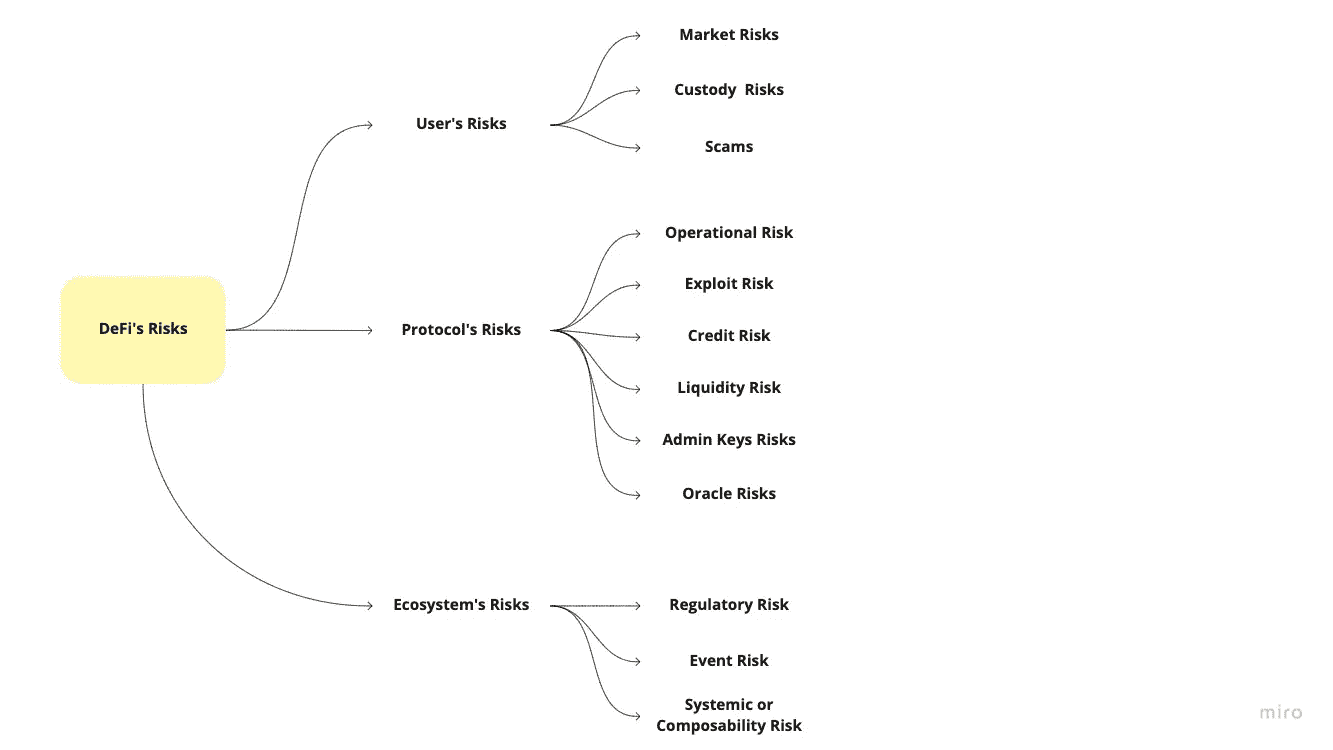 Market Risks
Custody  Risks
User's Risks
Scams
Operational Risk
Exploit Risk
DeFi's Risks
Protocol's Risks
Credit Risk
Liquidity Risk
Admin Keys Risks
Oracle Risks
Ecosystem's Risks
Regulatory Risk
Event Risk
Systemic or
Composability Risk
miro